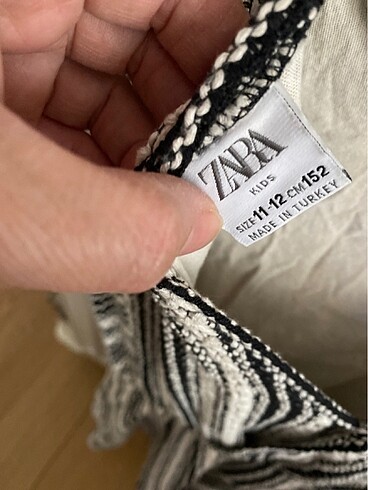 ZARA
KIDS
SIZE 11-12 CM 152
MADE IN TURKEY